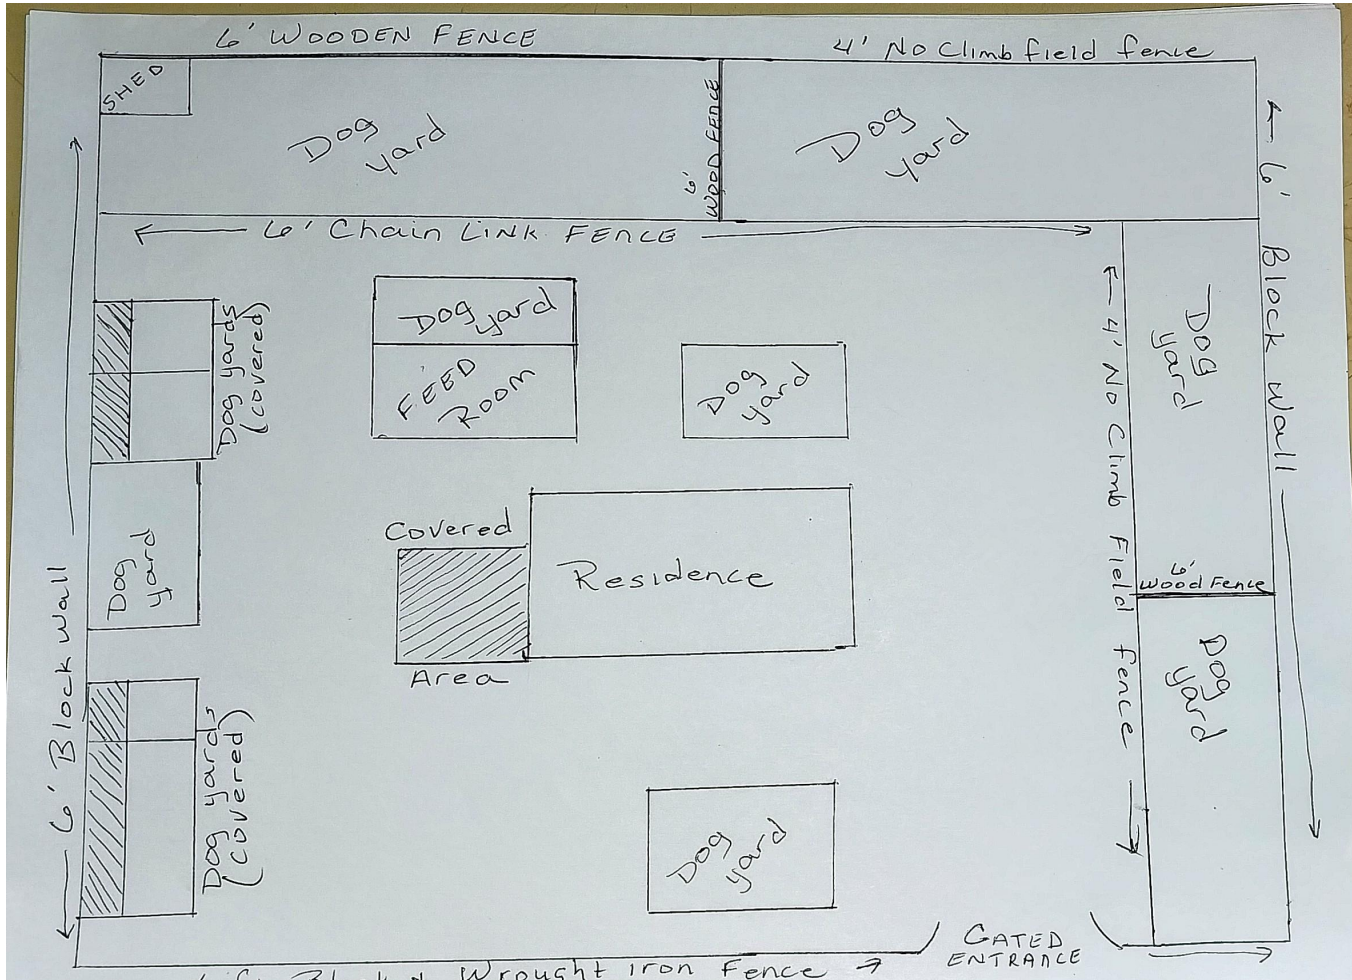 6' WOODEN FENCE
4' No Climb field fence
SHED
Dog
yard
6'
WOOD FENCE
Dog
yard
6' Block Wall
6' Chain LINK FENCE
Dog yards
(covered)
Dog yard
FEED
ROOM
Dog
yard
4' No Climb Field fence
Dog
yard
6' Block Wall
Dog
yard
Covered
Area
Residence
6'
Wood Fence
Dog
yard
Dog yards
(covered)
Dog
yard
GATED
ENTRANCE
Block & Wrought iron Fence